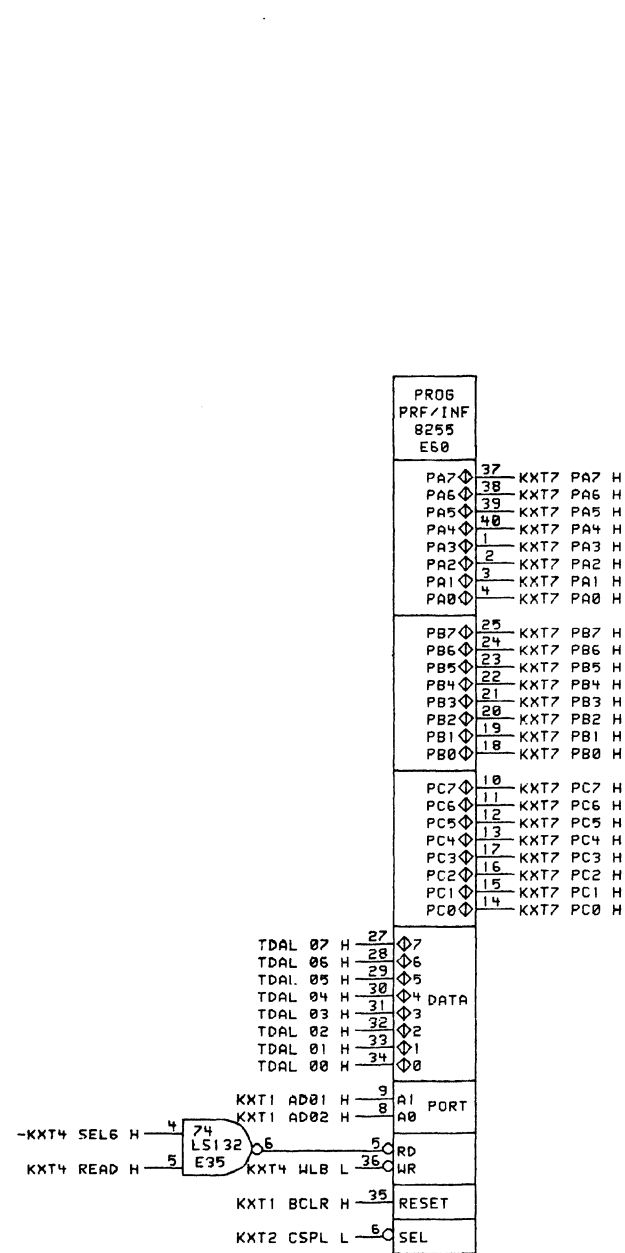 PROG
PRF/INF
8255
E60
PA7 37 KXT7 PA7 H
PA6 38 KXT7 PA6 H
PA5 39 KXT7 PA5 H
PA4 40 KXT7 PA4 H
PA3 1 KXT7 PA3 H
PA2 2 KXT7 PA2 H
PA1 3 KXT7 PA1 H
PA0 4 KXT7 PA0 H
PB7 25 KXT7 PB7 H
PB6 24 KXT7 PB6 H
PB5 23 KXT7 PB5 H
PB4 22 KXT7 PB4 H
PB3 21 KXT7 PB3 H
PB2 20 KXT7 PB2 H
PB1 19 KXT7 PB1 H
PB0 18 KXT7 PB0 H
PC7 10 KXT7 PC7 H
PC6 11 KXT7 PC6 H
PC5 12 KXT7 PC5 H
PC4 13 KXT7 PC4 H
PC3 17 KXT7 PC3 H
PC2 16 KXT7 PC2 H
PC1 15 KXT7 PC1 H
PC0 14 KXT7 PC0 H
TDAL 07 H 27 7
TDAL 06 H 28 6
TDAL 05 H 29 5
TDAL 04 H 30 4 DATA
TDAL 03 H 31 3
TDAL 02 H 32 2
TDAL 01 H 33 1
TDAL 00 H 34 0
KXT1 AD01 H 9 A1 PORT
KXT1 AD02 H 8 A0
-KXT4 SEL6 H 4 74
LS132 6 5 RD
KXT4 READ H 5 E35
KXT4 WLB L 36 WR
KXT1 BCLR H 35 RESET
KXT2 CSPL L 6 SEL